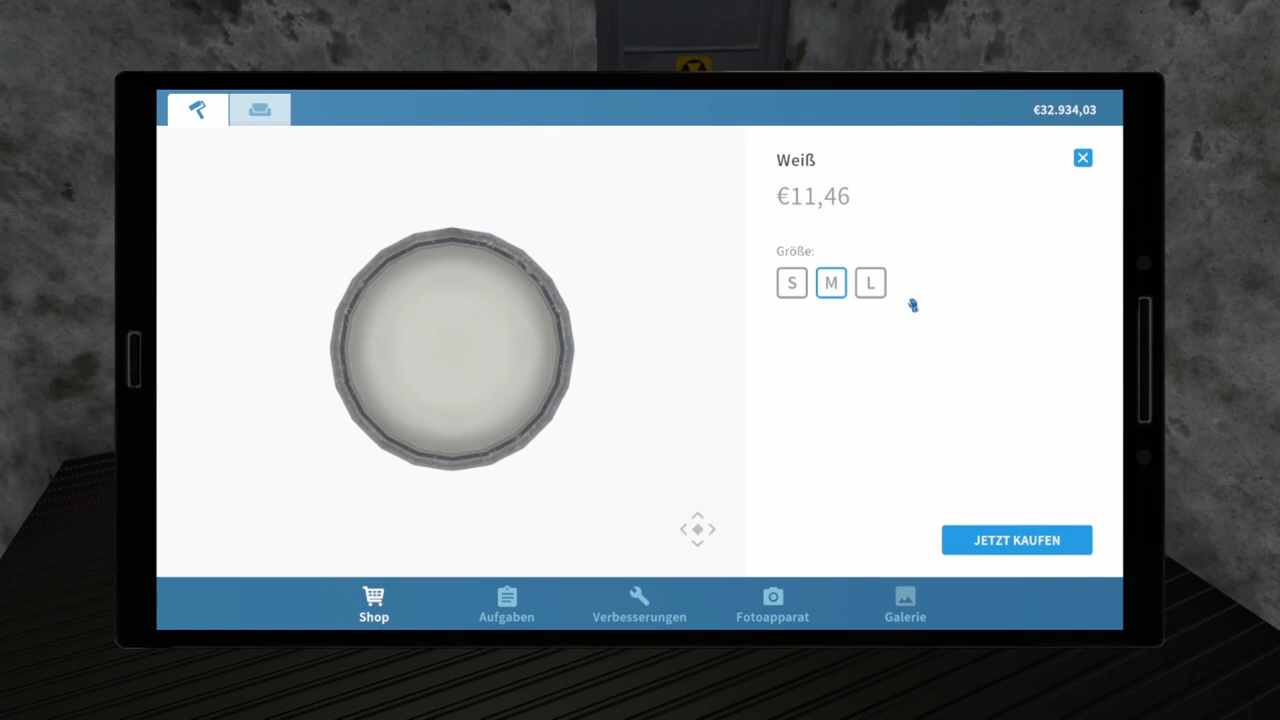 €32.934,03
Weiß
€11,46
Größe:
S M L
JETZT KAUFEN
Shop Aufgaben Verbesserungen Fotoapparat Galerie